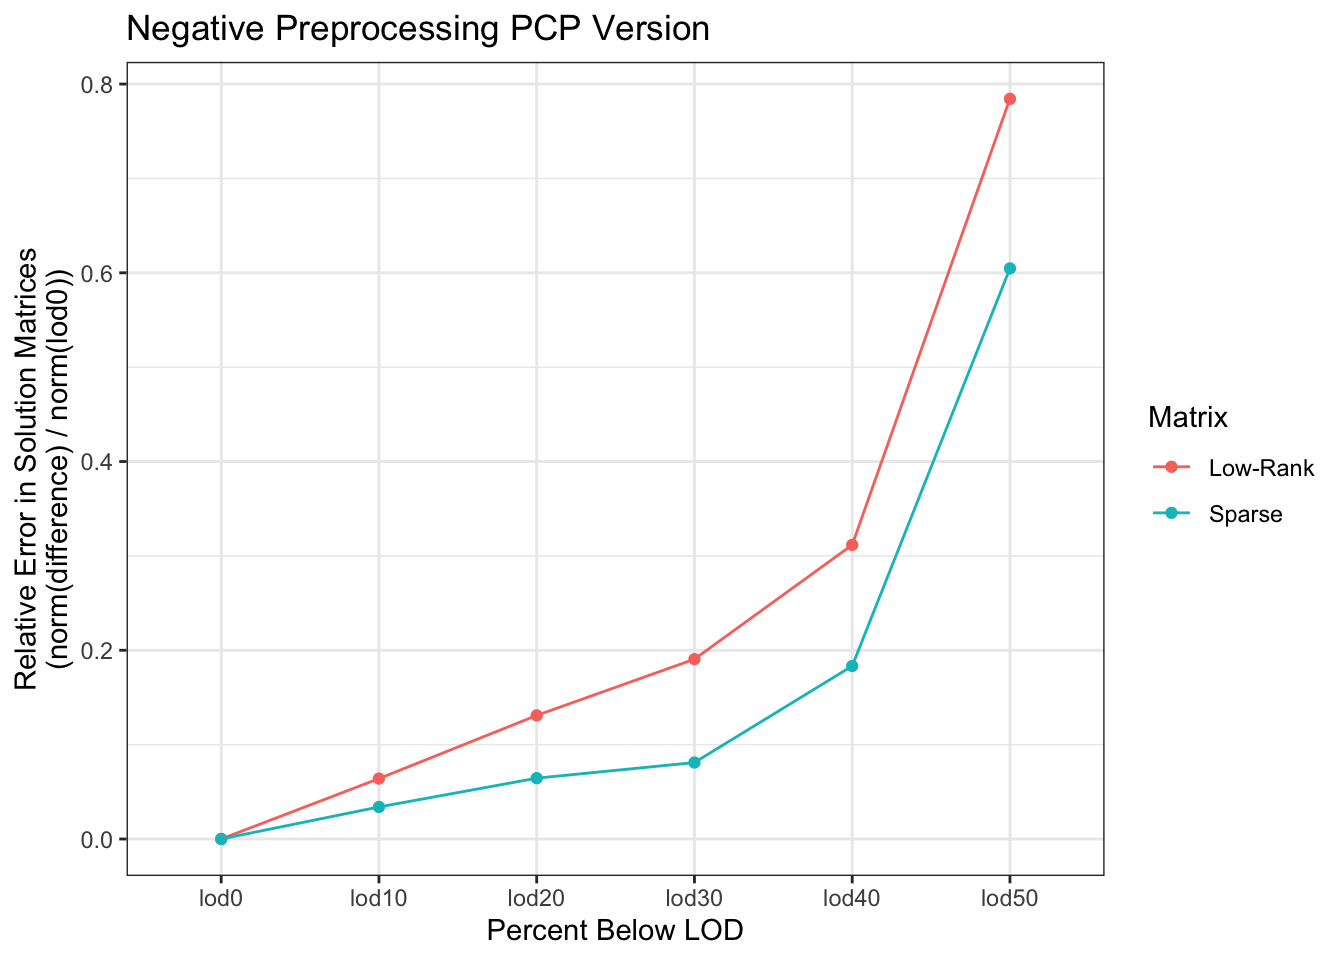 Negative Preprocessing PCP Version
Relative Error in Solution Matrices
(norm(difference) / norm(lod0))
0.8
0.6
0.4
0.2
0.0
lod0
lod10
lod20
lod30
lod40
lod50
Percent Below LOD
Matrix
Low-Rank
Sparse